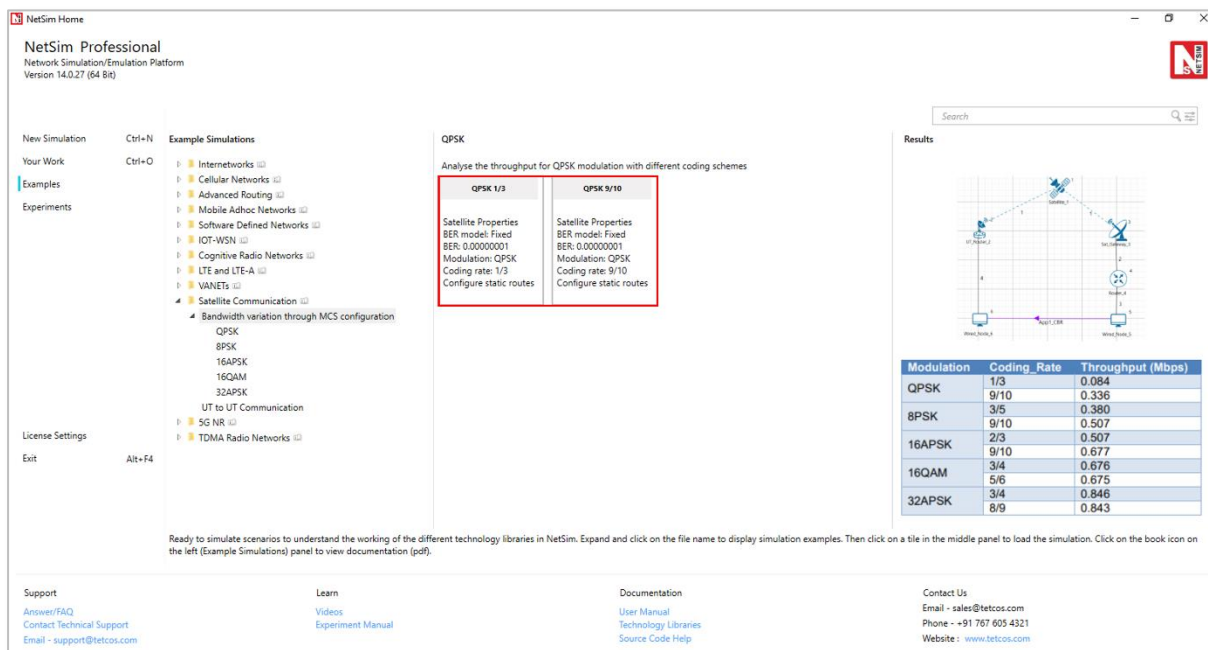 NetSim Home
NetSim Professional
Network Simulation/Emulation Platform
Version 14.0.27 (64 Bit)
NETSIM
Search
New Simulation Ctrl+N
Your Work Ctrl+O
Examples
Experiments
License Settings
Exit Alt+F4
Example Simulations
Internetworks
Cellular Networks
Advanced Routing
Mobile Adhoc Networks
Software Defined Networks
IOT-WSN
Cognitive Radio Networks
LTE and LTE-A
VANETs
Satellite Communication
Bandwidth variation through MCS configuration
QPSK
8PSK
16APSK
16QAM
32APSK
UT to UT Communication
5G NR
TDMA Radio Networks
QPSK
Analyse the throughput for QPSK modulation with different coding schemes
QPSK 1/3
Satellite Properties
BER model: Fixed
BER: 0.00000001
Modulation: QPSK
Coding rate: 1/3
Configure static routes
QPSK 9/10
Satellite Properties
BER model: Fixed
BER: 0.00000001
Modulation: QPSK
Coding rate: 9/10
Configure static routes
Results
Satellite_1
UT_Router_2
Sat_Gateway_3
Router_4
App1_CBR
Wired_Node_6
Wired_Node_5
Modulation Coding_Rate Throughput (Mbps)
QPSK 1/3 0.084
9/10 0.336
8PSK 3/5 0.380
9/10 0.507
16APSK 2/3 0.507
9/10 0.677
16QAM 3/4 0.676
5/6 0.675
32APSK 3/4 0.846
8/9 0.843
Ready to simulate scenarios to understand the working of the different technology libraries in NetSim. Expand and click on the file name to display simulation examples. Then click on a tile in the middle panel to load the simulation. Click on the book icon on
the left (Example Simulations) panel to view documentation (pdf).
Support
Answer/FAQ
Contact Technical Support
Email - support@tetcos.com
Learn
Videos
Experiment Manual
Documentation
User Manual
Technology Libraries
Source Code Help
Contact Us
Email - sales@tetcos.com
Phone - +91 767 605 4321
Website : www.tetcos.com